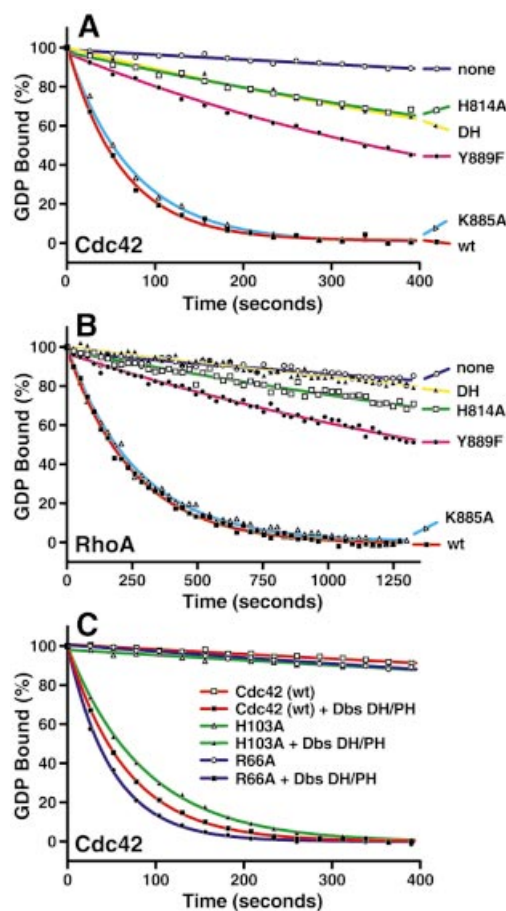 A
GDP Bound (%)
100
80
60
40
20
0
none
H814A
DH
Y889F
K885A
wt
Cdc42
0 100 200 300 400
Time (seconds)
B
GDP Bound (%)
100
80
60
40
20
0
none
DH
H814A
Y889F
K885A
wt
RhoA
0 250 500 750 1000 1250
Time (seconds)
C
GDP Bound (%)
100
80
60
40
20
0
Cdc42 (wt)
Cdc42 (wt) + Dbs DH/PH
H103A
H103A + Dbs DH/PH
R66A
R66A + Dbs DH/PH
Cdc42
0 100 200 300 400
Time (seconds)